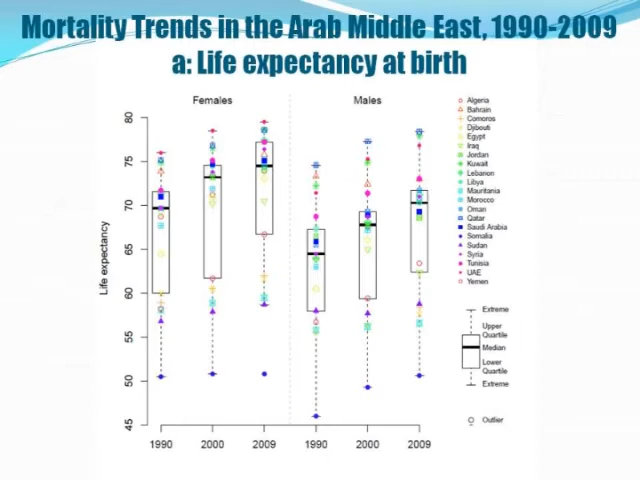 Mortality Trends in the Arab Middle East, 1990-2009
a: Life expectancy at birth
Females
Males
Life expectancy
80
75
70
65
60
55
50
45
1990
2000
2009
1990
2000
2009
Algeria
Bahrain
Comoros
Djibouti
Egypt
Iraq
Jordan
Kuwait
Lebanon
Libya
Mauritania
Morocco
Oman
Qatar
Saudi Arabia
Somalia
Sudan
Syria
Tunisia
UAE
Yemen
Extreme
Upper
Quartile
Median
Lower
Quartile
Extreme
Outlier